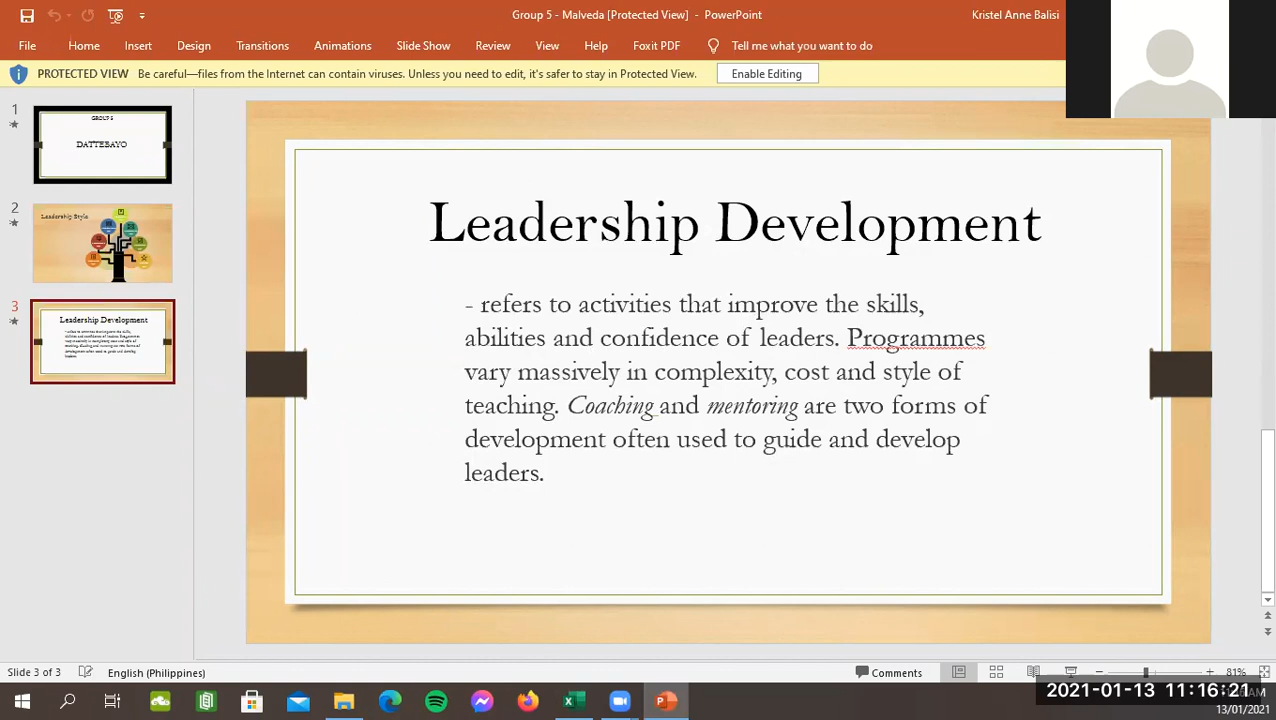 Group 5 - Malveda [Protected View] - PowerPoint
Kristel Anne Balisi
File Home Insert Design Transitions Animations Slide Show Review View Help Foxit PDF Tell me what you want to do
PROTECTED VIEW Be careful—files from the Internet can contain viruses. Unless you need to edit, it's safer to stay in Protected View. Enable Editing
1
GROUP 5
DATTEBAYO
2
Leadership Style
3
Leadership Development
Leadership Development
- refers to activities that improve the skills,
abilities and confidence of leaders. Programmes
vary massively in complexity, cost and style of
teaching. Coaching and mentoring are two forms of
development often used to guide and develop
leaders.
Slide 3 of 3 English (Philippines) Comments 81%
2021-01-13 11:16:21
13/01/2021